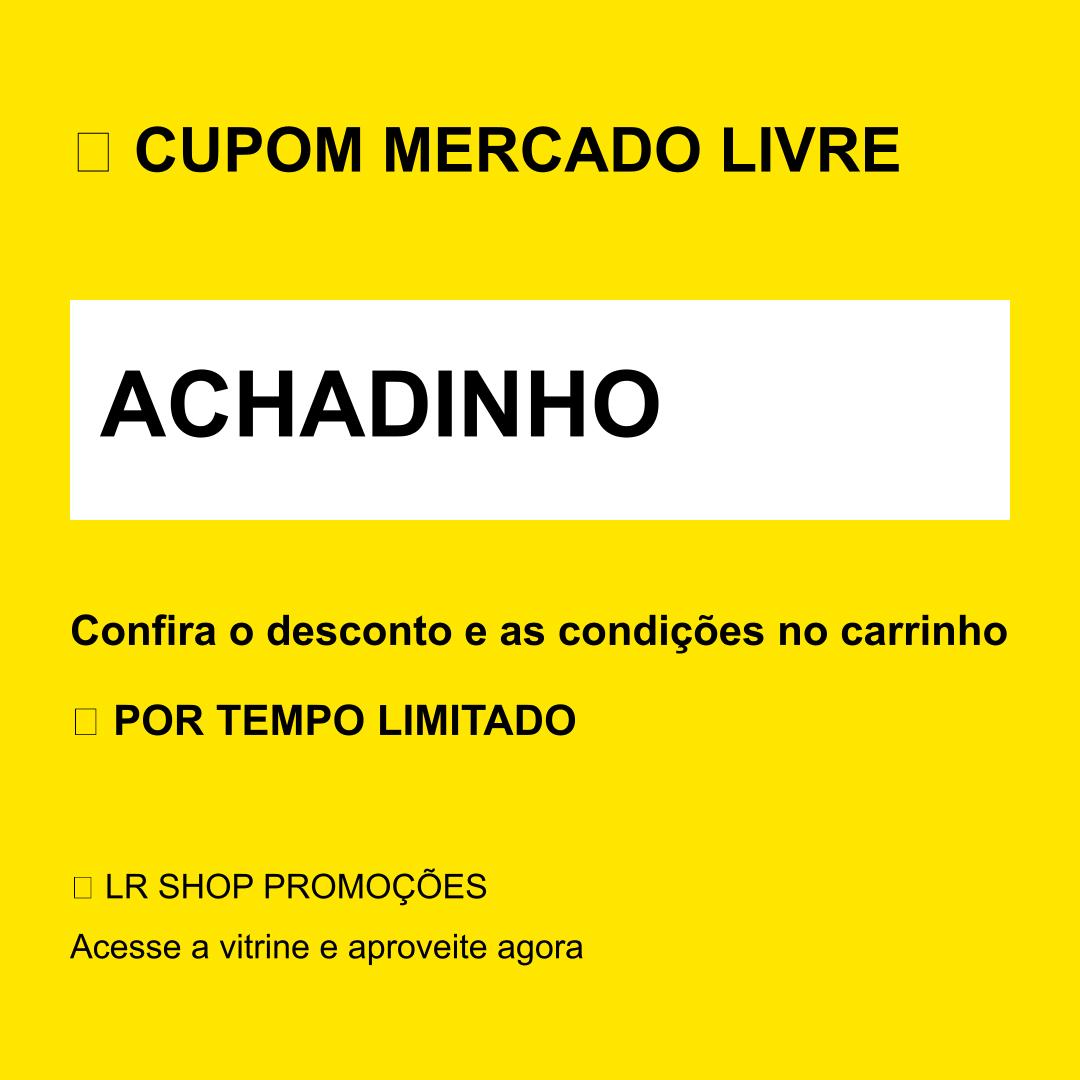 CUPOM MERCADO LIVRE
ACHADINHO
Confira o desconto e as condições no carrinho
POR TEMPO LIMITADO
LR SHOP PROMOÇÕES
Acesse a vitrine e aproveite agora